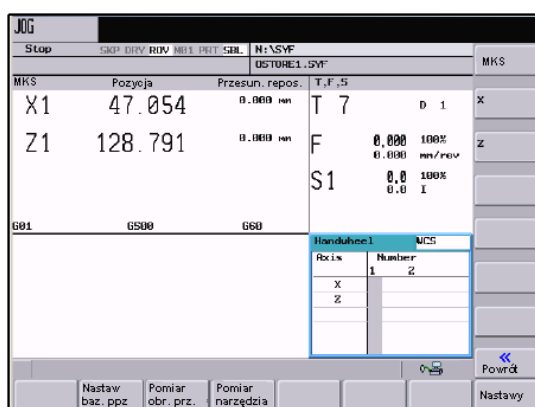 JOG
Stop SKP DRY ROV M01 PRT SBL N:\SYF
OSTORE1.SYF
MKS
MKS Pozycja Przesun. repos. T,F,S
X1 47.054 0.000 mm T 7 D 1
X
Z1 128.791 0.000 mm F 0,000 100%
Z
0.000 mm/rev
S1 0,0 100%
0.0 I
G01 G500 G60
Handwheel WCS
Axis Number
1 2
X
Z
«
Powrót
Nastaw baz. ppz
Pomiar obr. prz.
Pomiar narzędzia
Nastawy